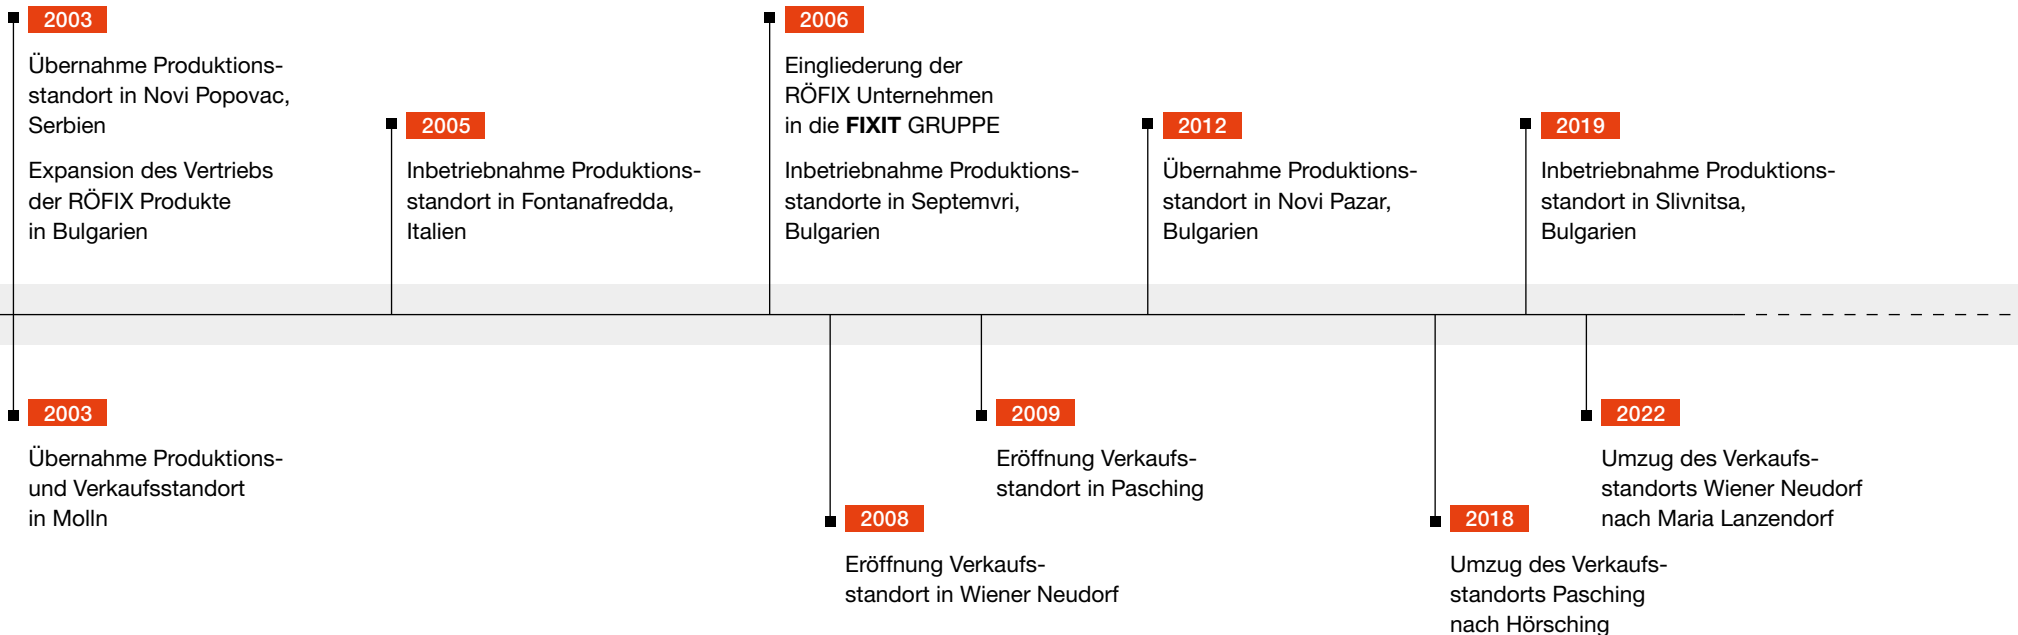 2003
Übernahme Produktions-
standort in Novi Popovac,
Serbien
Expansion des Vertriebs
der RÖFIX Produkte
in Bulgarien
2005
Inbetriebnahme Produktions-
standort in Fontanafredda,
Italien
2006
Eingliederung der
RÖFIX Unternehmen
in die FIXIT GRUPPE
Inbetriebnahme Produktions-
standorte in Septemvri,
Bulgarien
2012
Übernahme Produktions-
standort in Novi Pazar,
Bulgarien
2019
Inbetriebnahme Produktions-
standort in Slivnitsa,
Bulgarien
2003
Übernahme Produktions-
und Verkaufsstandort
in Molln
2008
Eröffnung Verkaufs-
standort in Wiener Neudorf
2009
Eröffnung Verkaufs-
standort in Pasching
2018
Umzug des Verkaufs-
standorts Pasching
nach Hörsching
2022
Umzug des Verkaufs-
standorts Wiener Neudorf
nach Maria Lanzendorf